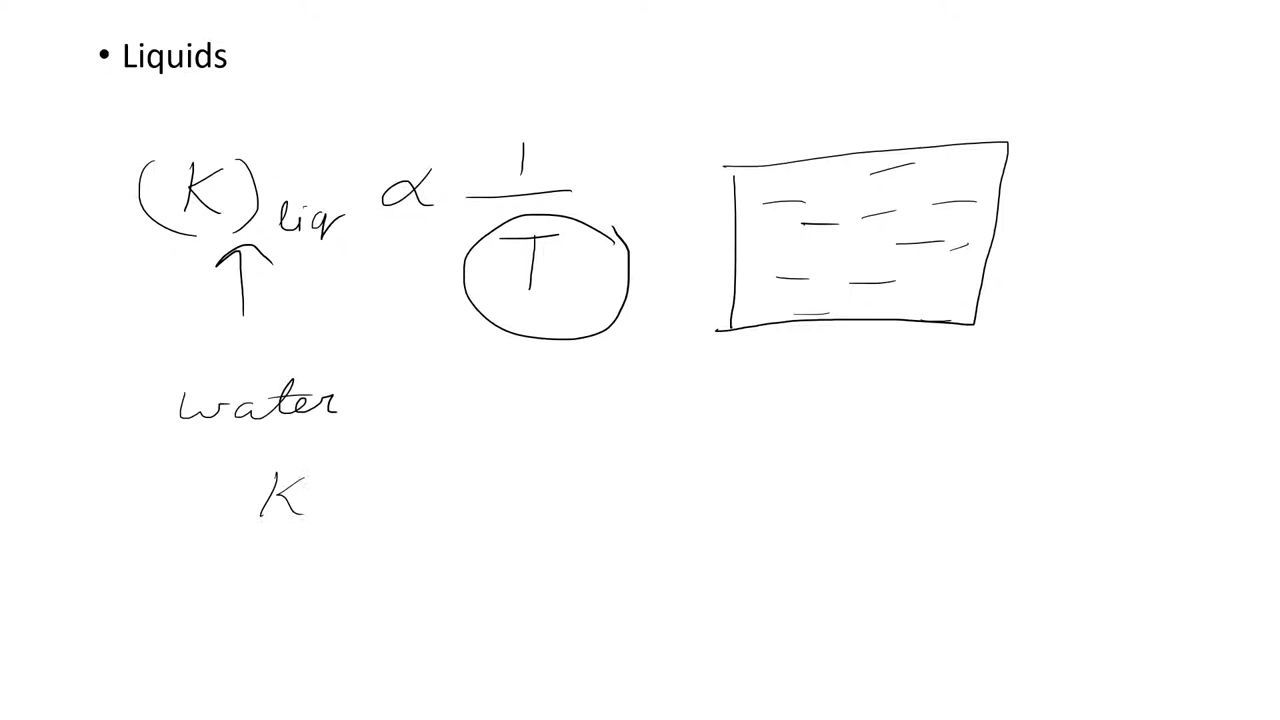 • Liquids
(K)liq ∝ 1/T
water
K